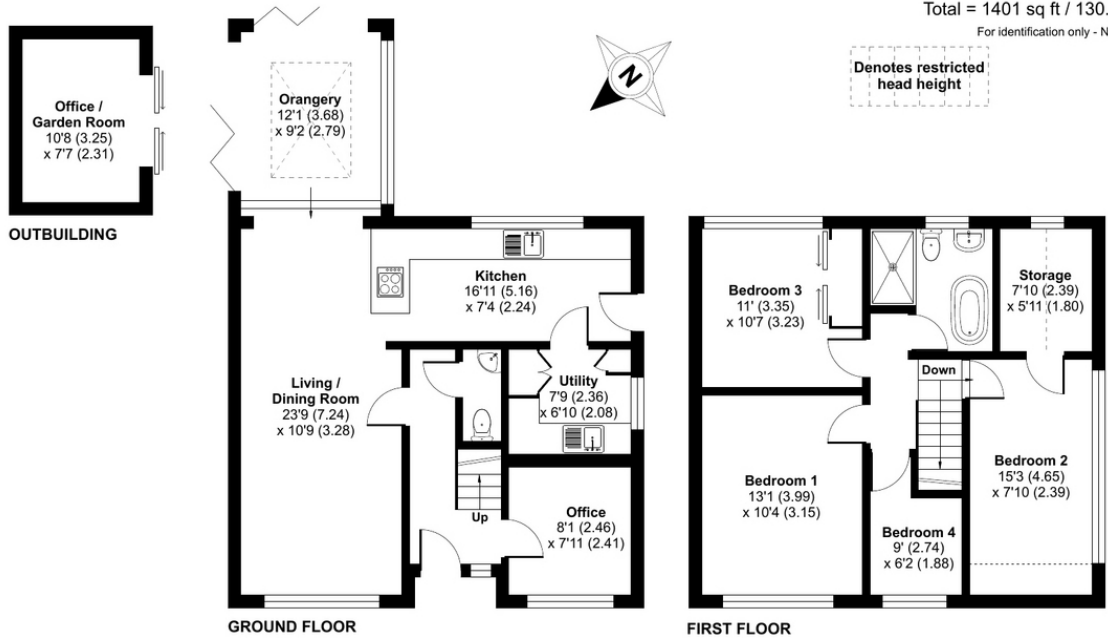 Total = 1401 sq ft / 130.
For identification only - N
Denotes restricted
head height
N
Office /
Garden Room
10'8 (3.25)
x 7'7 (2.31)
OUTBUILDING
Orangery
12'1 (3.68)
x 9'2 (2.79)
Kitchen
16'11 (5.16)
x 7'4 (2.24)
Living /
Dining Room
23'9 (7.24)
x 10'9 (3.28)
Utility
7'9 (2.36)
x 6'10 (2.08)
Up
Office
8'1 (2.46)
x 7'11 (2.41)
GROUND FLOOR
Bedroom 3
11' (3.35)
x 10'7 (3.23)
Storage
7'10 (2.39)
x 5'11 (1.80)
Down
Bedroom 1
13'1 (3.99)
x 10'4 (3.15)
Bedroom 2
15'3 (4.65)
x 7'10 (2.39)
Bedroom 4
9' (2.74)
x 6'2 (1.88)
FIRST FLOOR